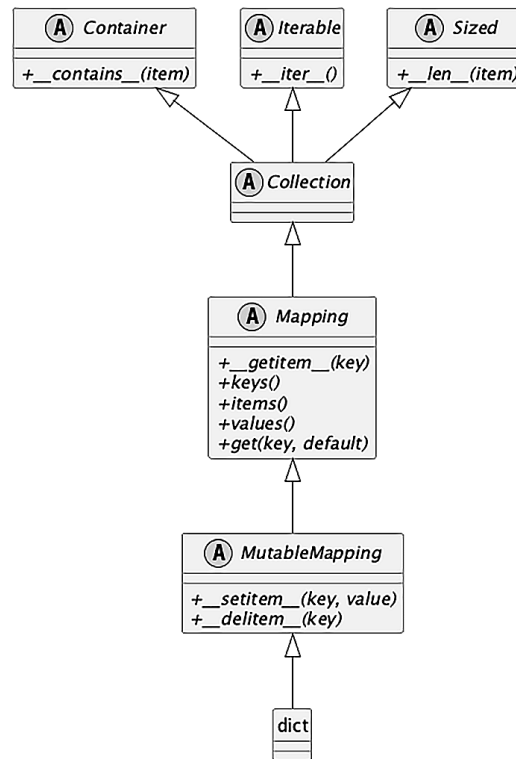 A Container
+__contains__(item)
A Iterable
+__iter__()
A Sized
+__len__(item)
A Collection
A Mapping
+__getitem__(key)
+keys()
+items()
+values()
+get(key, default)
A MutableMapping
+__setitem__(key, value)
+__delitem__(key)
dict